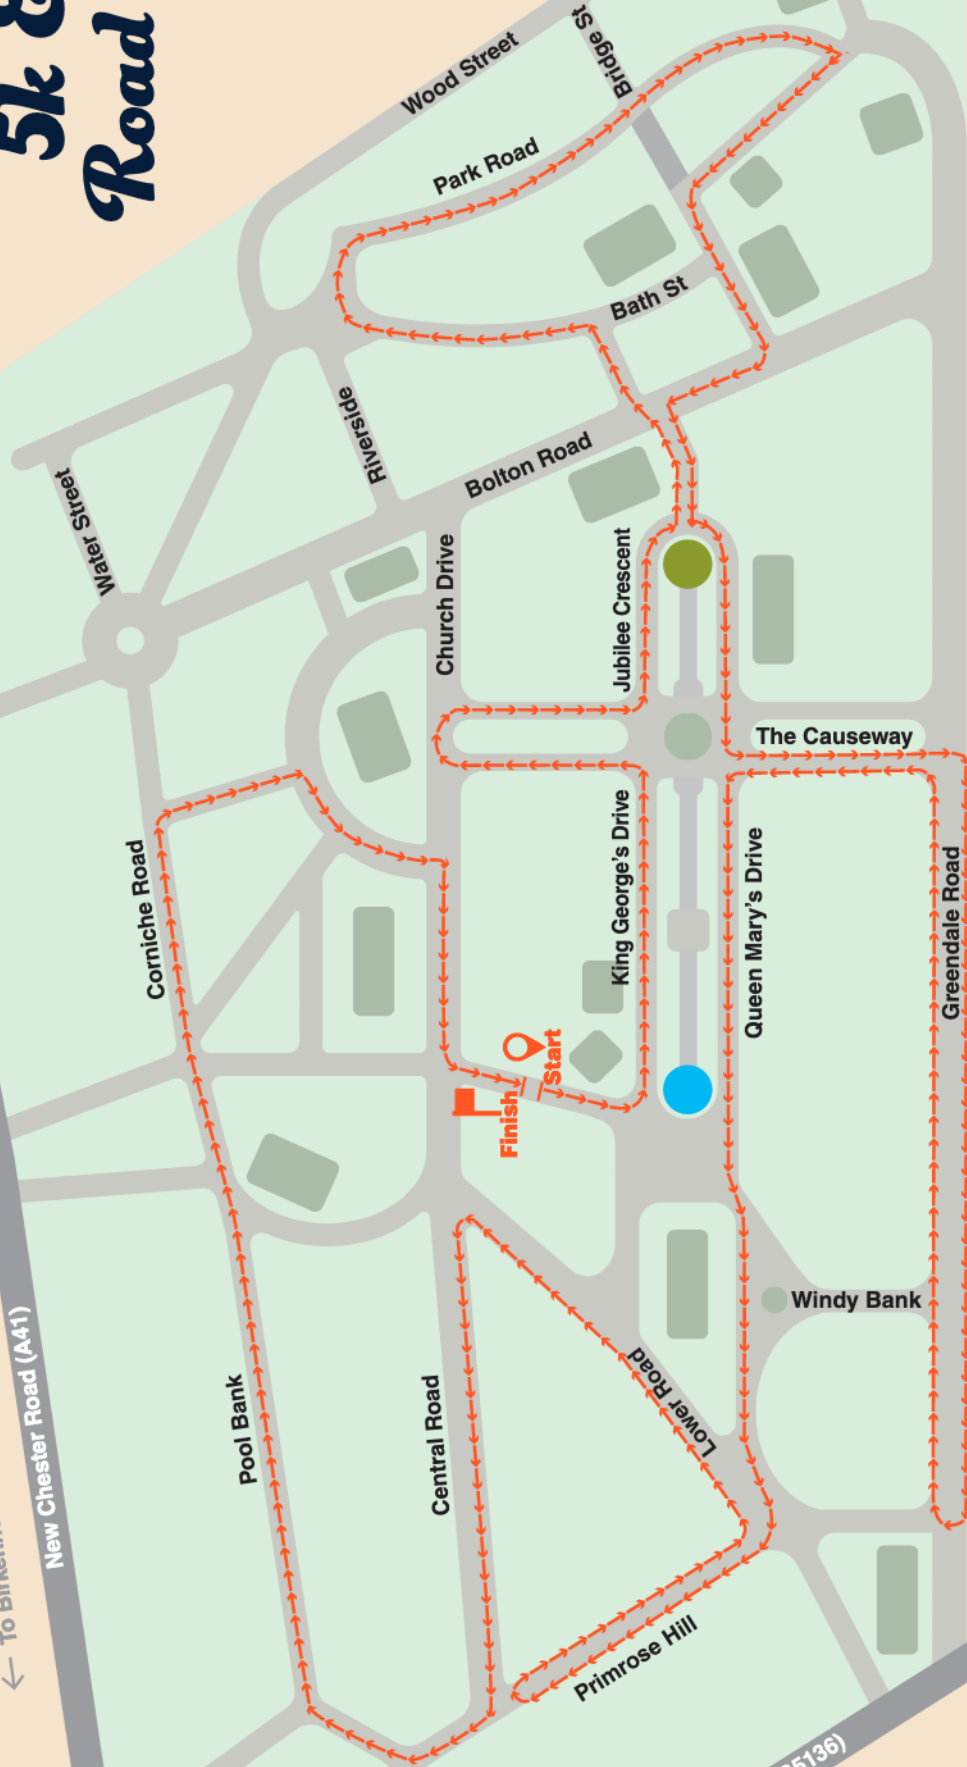 5k &
Road
Wood Street
Bridge St
Park Road
Bath St
Riverside
Bolton Road
Water Street
Church Drive
Jubilee Crescent
The Causeway
Corniche Road
King George's Drive
Queen Mary's Drive
Greendale Road
Start
Finish
Windy Bank
Lower Road
Pool Bank
Central Road
New Chester Road (A41)
← To
Primrose Hill
5136)